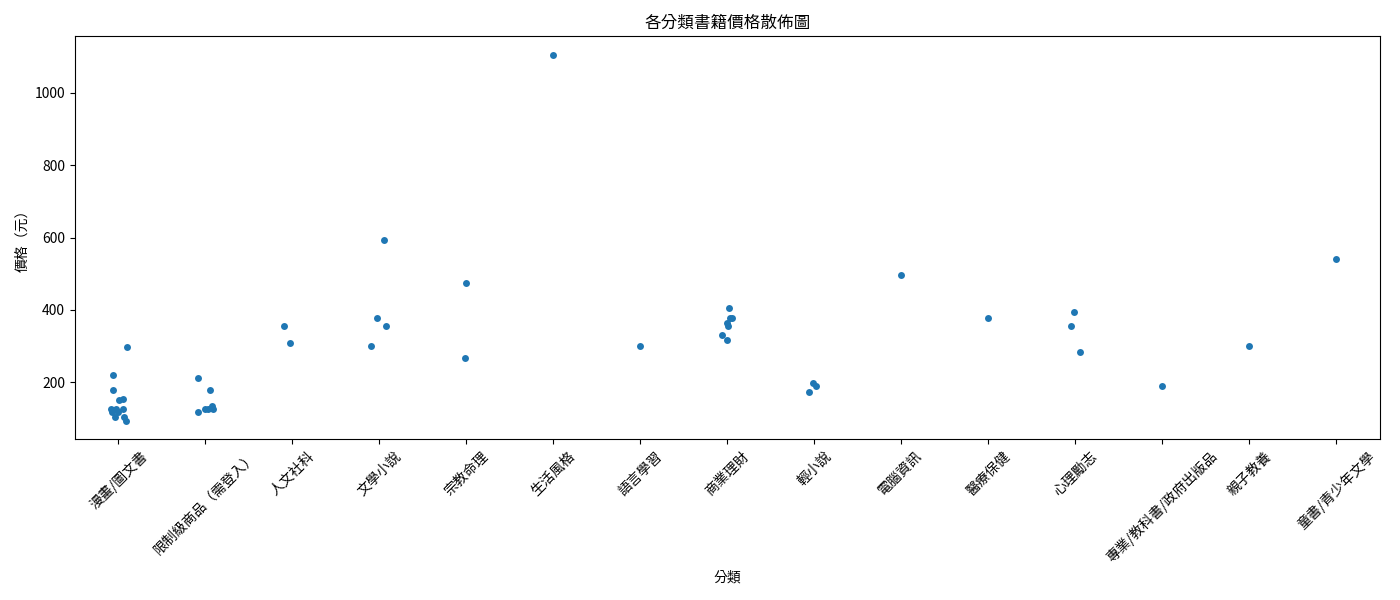 各分類書籍價格散佈圖
價格（元）
1000
800
600
400
200
漫畫/圖文書
限制級商品（需登入）
人文社科
文學小說
宗教命理
生活風格
語言學習
商業理財
輕小說
電腦資訊
醫療保健
心理勵志
專業/教科書/政府出版品
親子教養
童書/青少年文學
分類